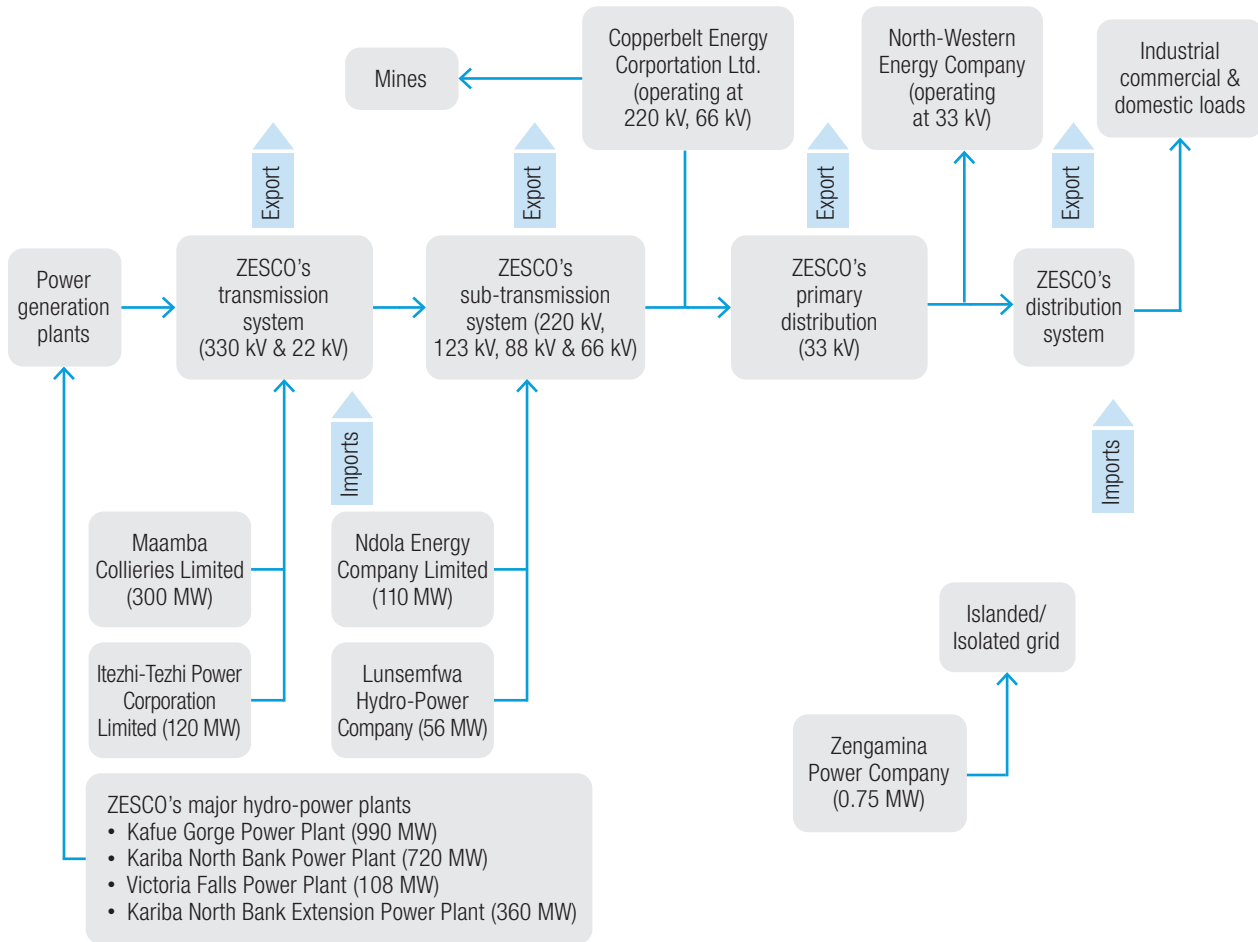 Mines
Copperbelt Energy
Corportation Ltd.
(operating at
220 kV, 66 kV)
North-Western
Energy Company
(operating
at 33 kV)
Industrial
commercial &
domestic loads
Export
Export
Export
Export
Power
generation
plants
ZESCO’s
transmission
system
(330 kV & 22 kV)
ZESCO’s
sub-transmission
system (220 kV,
123 kV, 88 kV & 66 kV)
ZESCO’s
primary
distribution
(33 kV)
ZESCO’s
distribution
system
Imports
Imports
Maamba
Collieries Limited
(300 MW)
Ndola Energy
Company Limited
(110 MW)
Islanded/
Isolated grid
Itezhi-Tezhi Power
Corporation
Limited (120 MW)
Lunsemfwa
Hydro-Power
Company (56 MW)
Zengamina
Power Company
(0.75 MW)
ZESCO’s major hydro-power plants
• Kafue Gorge Power Plant (990 MW)
• Kariba North Bank Power Plant (720 MW)
• Victoria Falls Power Plant (108 MW)
• Kariba North Bank Extension Power Plant (360 MW)